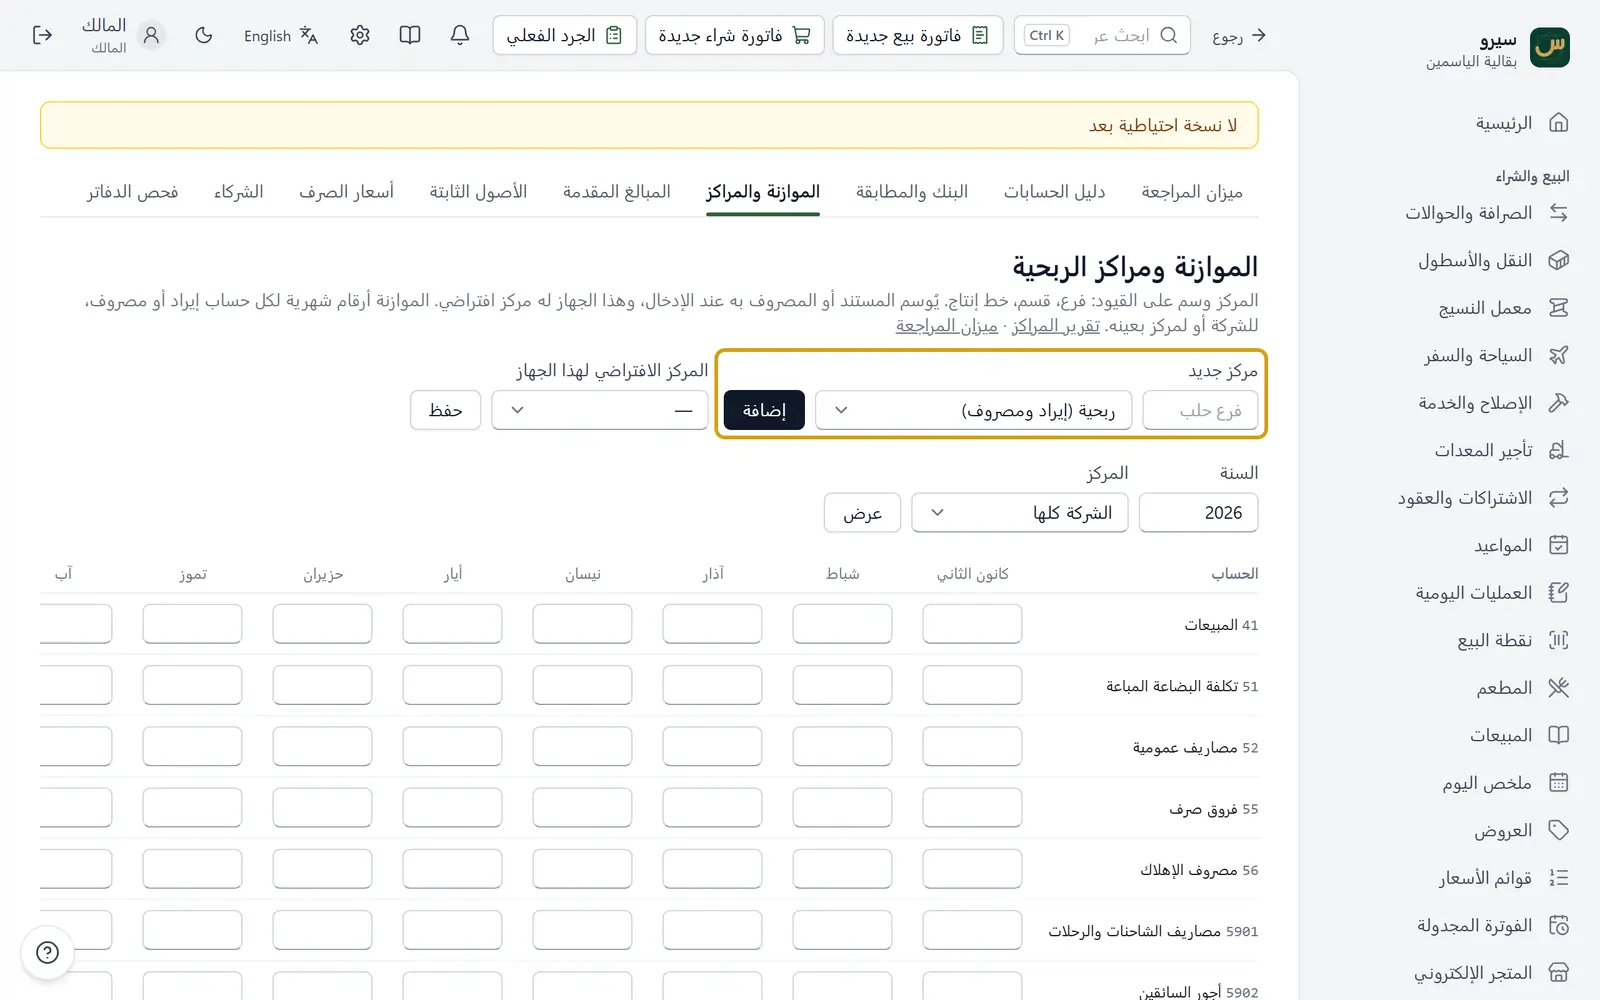 سيرو
بقالية الياسمين
الرئيسية
البيع والشراء
الصرافة والحوالات
النقل والأسطول
معمل النسيج
السياحة والسفر
الإصلاح والخدمة
تأجير المعدات
الاشتراكات والعقود
المواعيد
العمليات اليومية
نقطة البيع
المطعم
المبيعات
ملخص اليوم
العروض
قوائم الأسعار
الفوترة المجدولة
المتجر الإلكتروني
رجوع
ابحث عر Ctrl K
فاتورة بيع جديدة
فاتورة شراء جديدة
الجرد الفعلي
English
المالك
المالك
لا نسخة احتياطية بعد
ميزان المراجعة دليل الحسابات البنك والمطابقة الموازنة والمراكز المبالغ المقدمة الأصول الثابتة أسعار الصرف الشركاء فحص الدفاتر
الموازنة ومراكز الربحية
المركز وسم على القيود: فرع، قسم، خط إنتاج. يُوسم المستند أو المصروف به عند الإدخال، وهذا الجهاز له مركز افتراضي. الموازنة أرقام شهرية لكل حساب إيراد أو مصروف،
للشركة أو لمركز بعينه. تقرير المراكز · ميزان المراجعة
مركز جديد المركز الافتراضي لهذا الجهاز
فرع حلب ربحية (إيراد ومصروف) إضافة — حفظ
السنة المركز
2026 الشركة كلها عرض
الحساب كانون الثاني شباط آذار نيسان أيار حزيران تموز آب
41 المبيعات
51 تكلفة البضاعة المباعة
52 مصاريف عمومية
55 فروق صرف
56 مصروف الإهلاك
5901 مصاريف الشاحنات والرحلات
5902 أجور السائقين